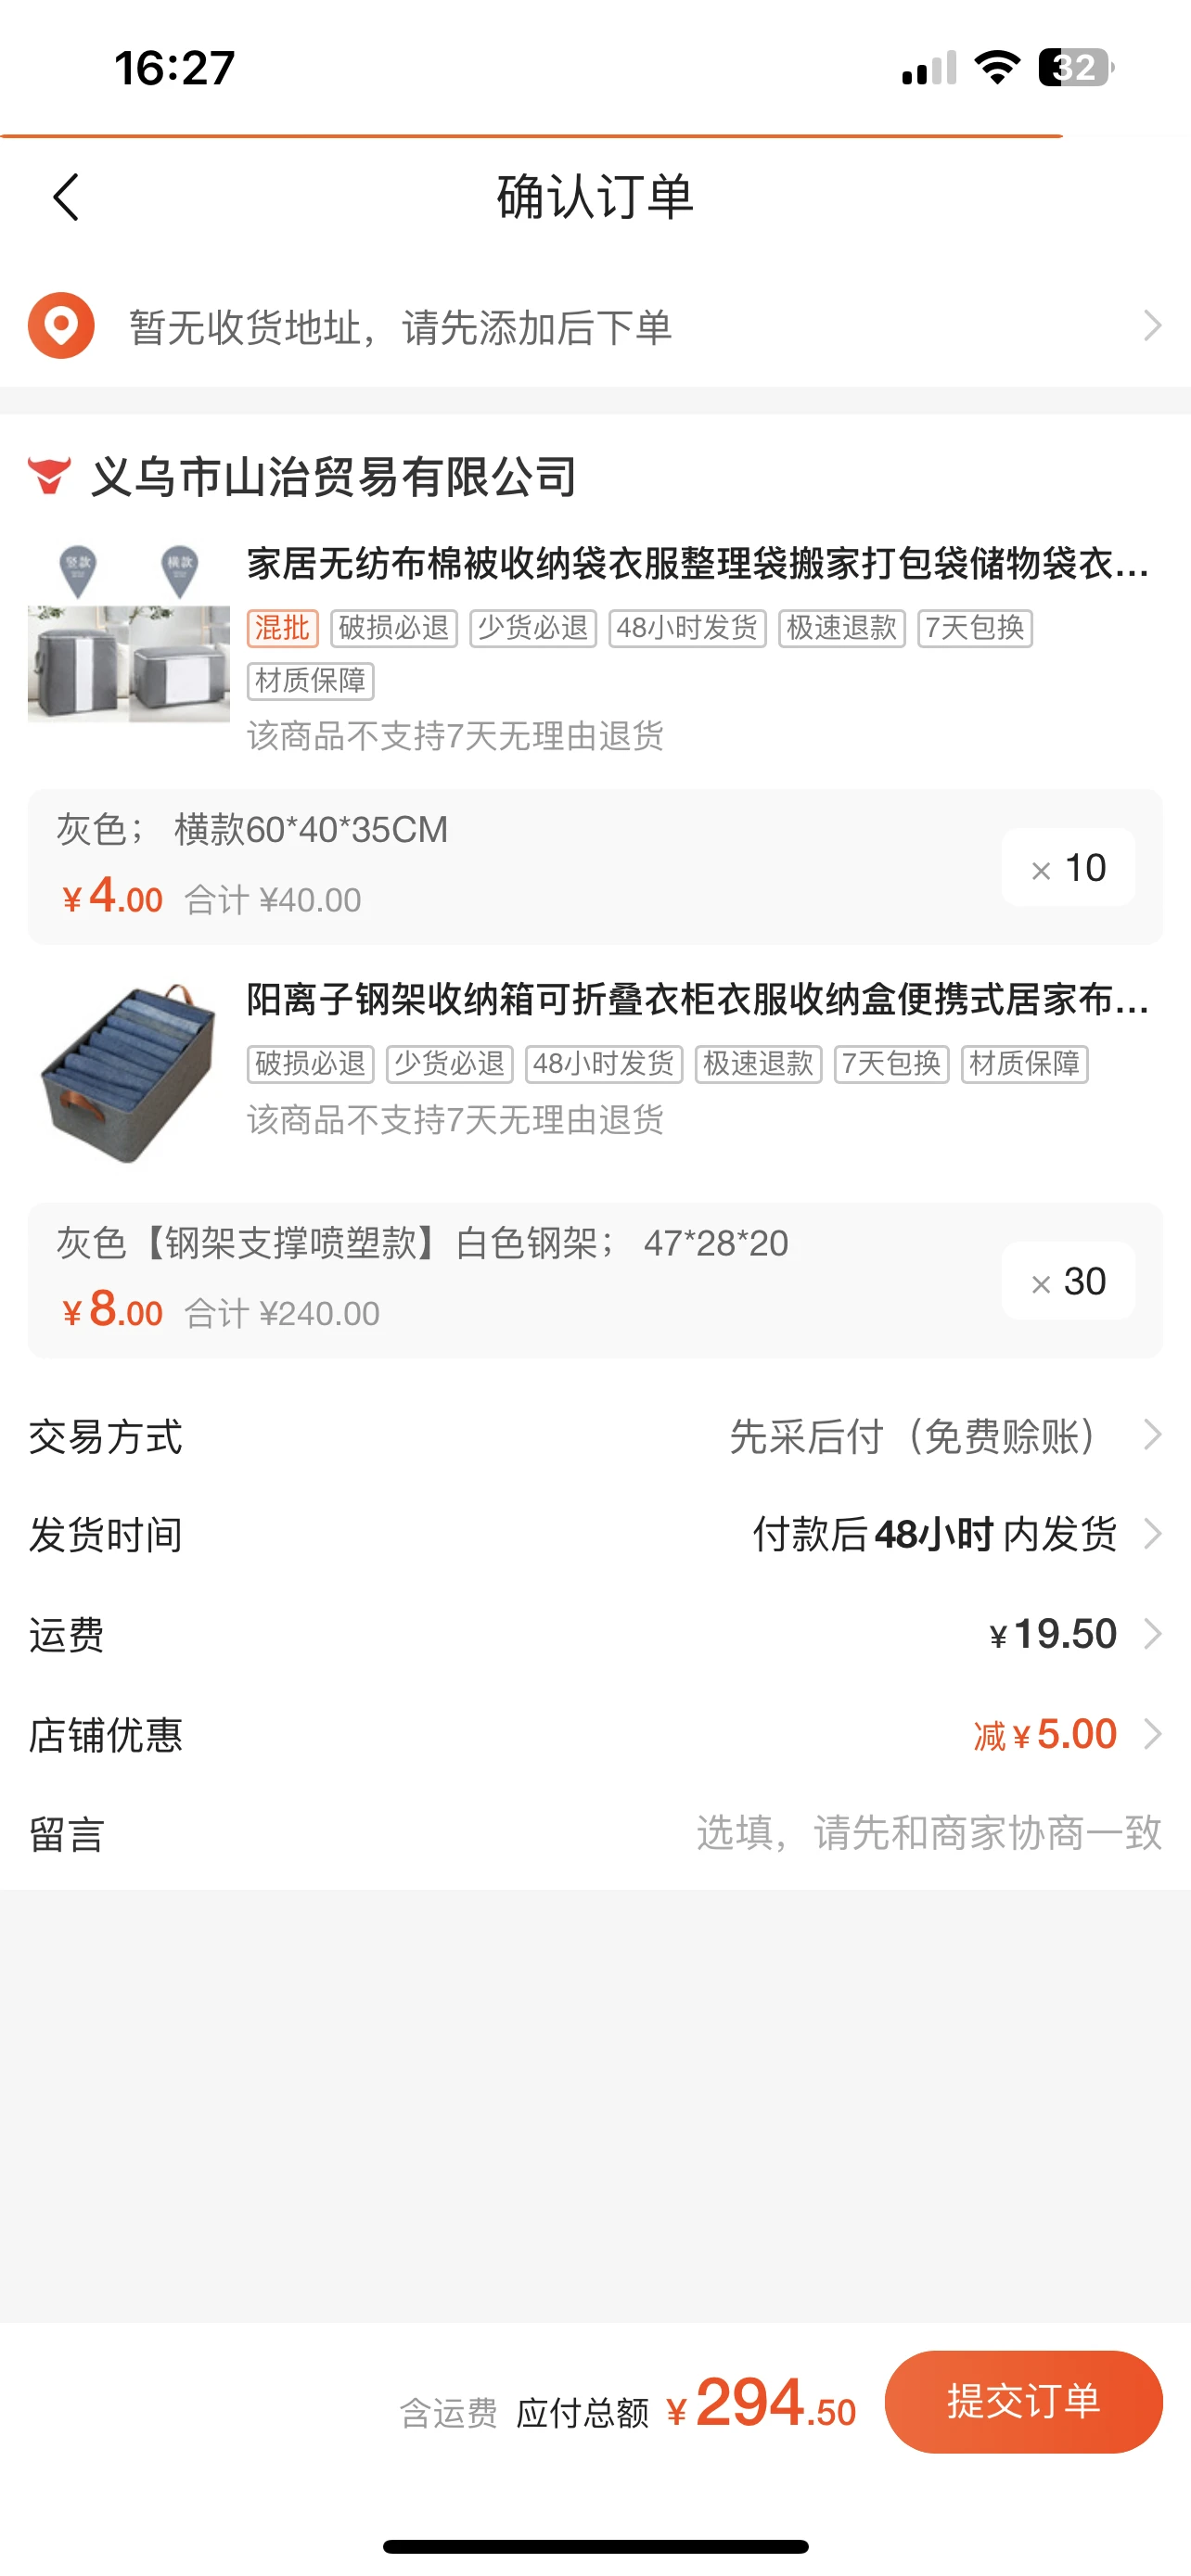 16:27
32
确认订单
暂无收货地址，请先添加后下单
义乌市山治贸易有限公司
竖款 横款
家居无纺布棉被收纳袋衣服整理袋搬家打包袋储物袋衣...
混批 破损必退 少货必退 48小时发货 极速退款 7天包换
材质保障
该商品不支持7天无理由退货
灰色； 横款60*40*35CM
¥4.00 合计 ¥40.00
× 10
阳离子钢架收纳箱可折叠衣柜衣服收纳盒便携式居家布...
破损必退 少货必退 48小时发货 极速退款 7天包换 材质保障
该商品不支持7天无理由退货
灰色【钢架支撑喷塑款】白色钢架； 47*28*20
¥8.00 合计 ¥240.00
× 30
交易方式 先采后付（免费赊账）
发货时间 付款后48小时内发货
运费 ¥19.50
店铺优惠 减¥5.00
留言 选填，请先和商家协商一致
含运费 应付总额 ¥294.50 提交订单